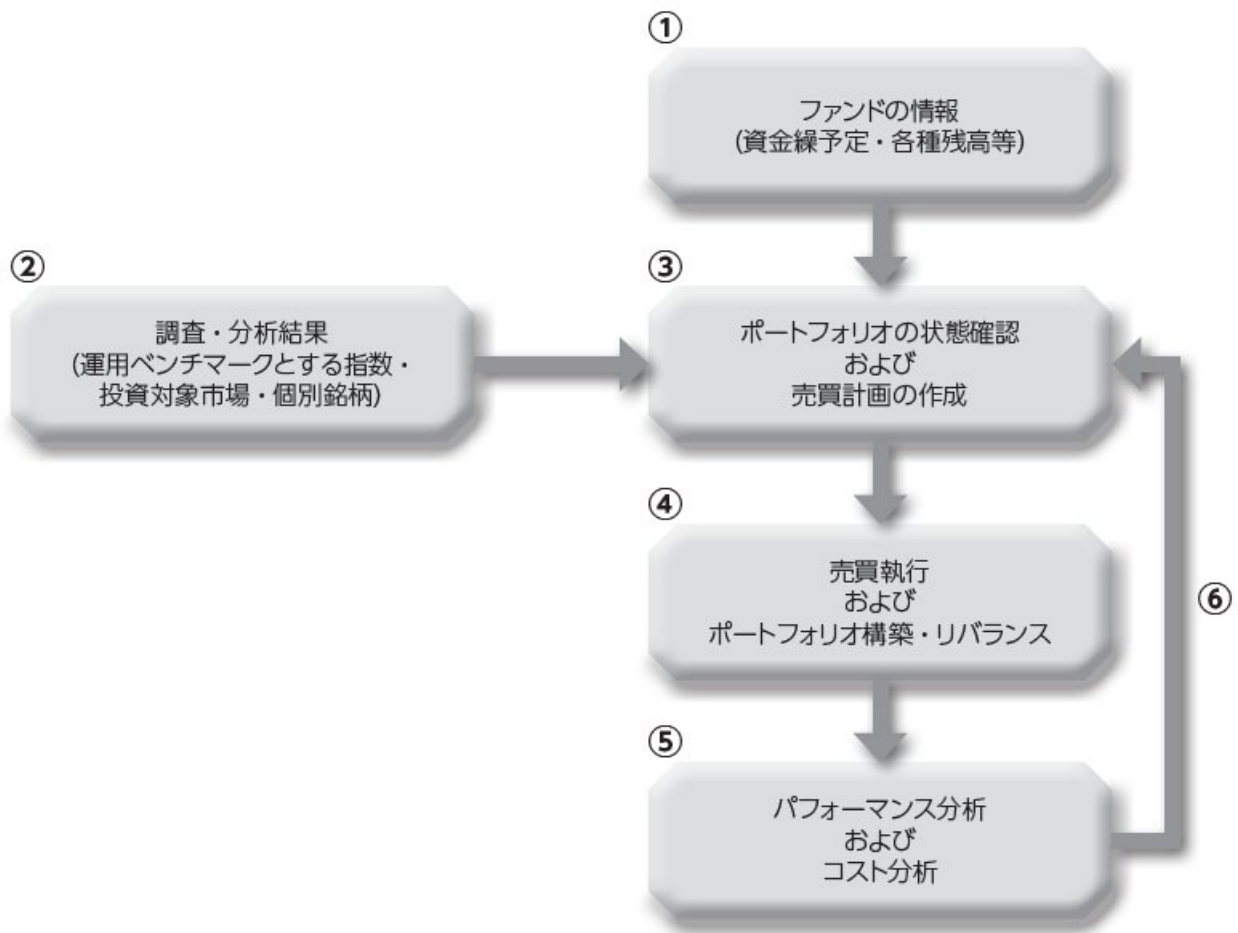 ①
ファンドの情報
(資金繰予定・各種残高等)
②
調査・分析結果
(運用ベンチマークとする指数・
投資対象市場・個別銘柄)
③
ポートフォリオの状態確認
および
売買計画の作成
④
売買執行
および
ポートフォリオ構築・リバランス
⑤
パフォーマンス分析
および
コスト分析
⑥